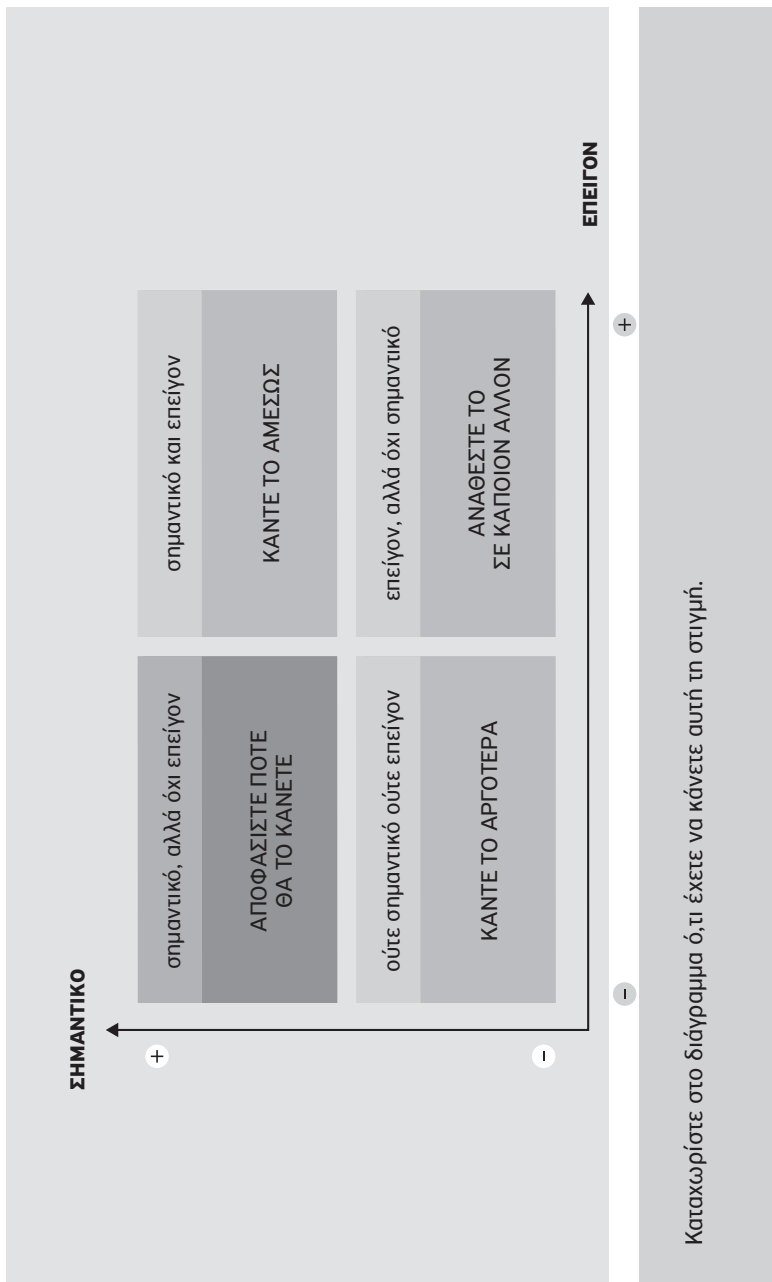 ΣΗΜΑΝΤΙΚΟ
+
σημαντικό, αλλά όχι επείγον
ΑΠΟΦΑΣΙΣΤΕ ΠΟΤΕ
ΘΑ ΤΟ ΚΑΝΕΤΕ
σημαντικό και επείγον
ΚΑΝΤΕ ΤΟ ΑΜΕΣΩΣ
ούτε σημαντικό ούτε επείγον
ΚΑΝΤΕ ΤΟ ΑΡΓΟΤΕΡΑ
επείγον, αλλά όχι σημαντικό
ΑΝΑΘΕΣΤΕ ΤΟ
ΣΕ ΚΑΠΟΙΟΝ ΑΛΛΟΝ
–
ΕΠΕΙΓΟΝ
–
+
Καταχωρίστε στο διάγραμμα ό,τι έχετε να κάνετε αυτή τη στιγμή.